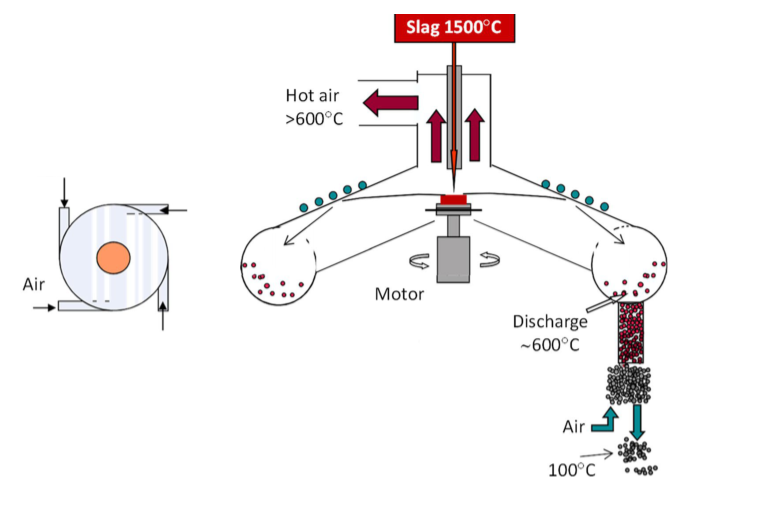 Slag 1500°C
Hot air
>600°C
Air
Motor
Discharge
~600°C
Air
100°C